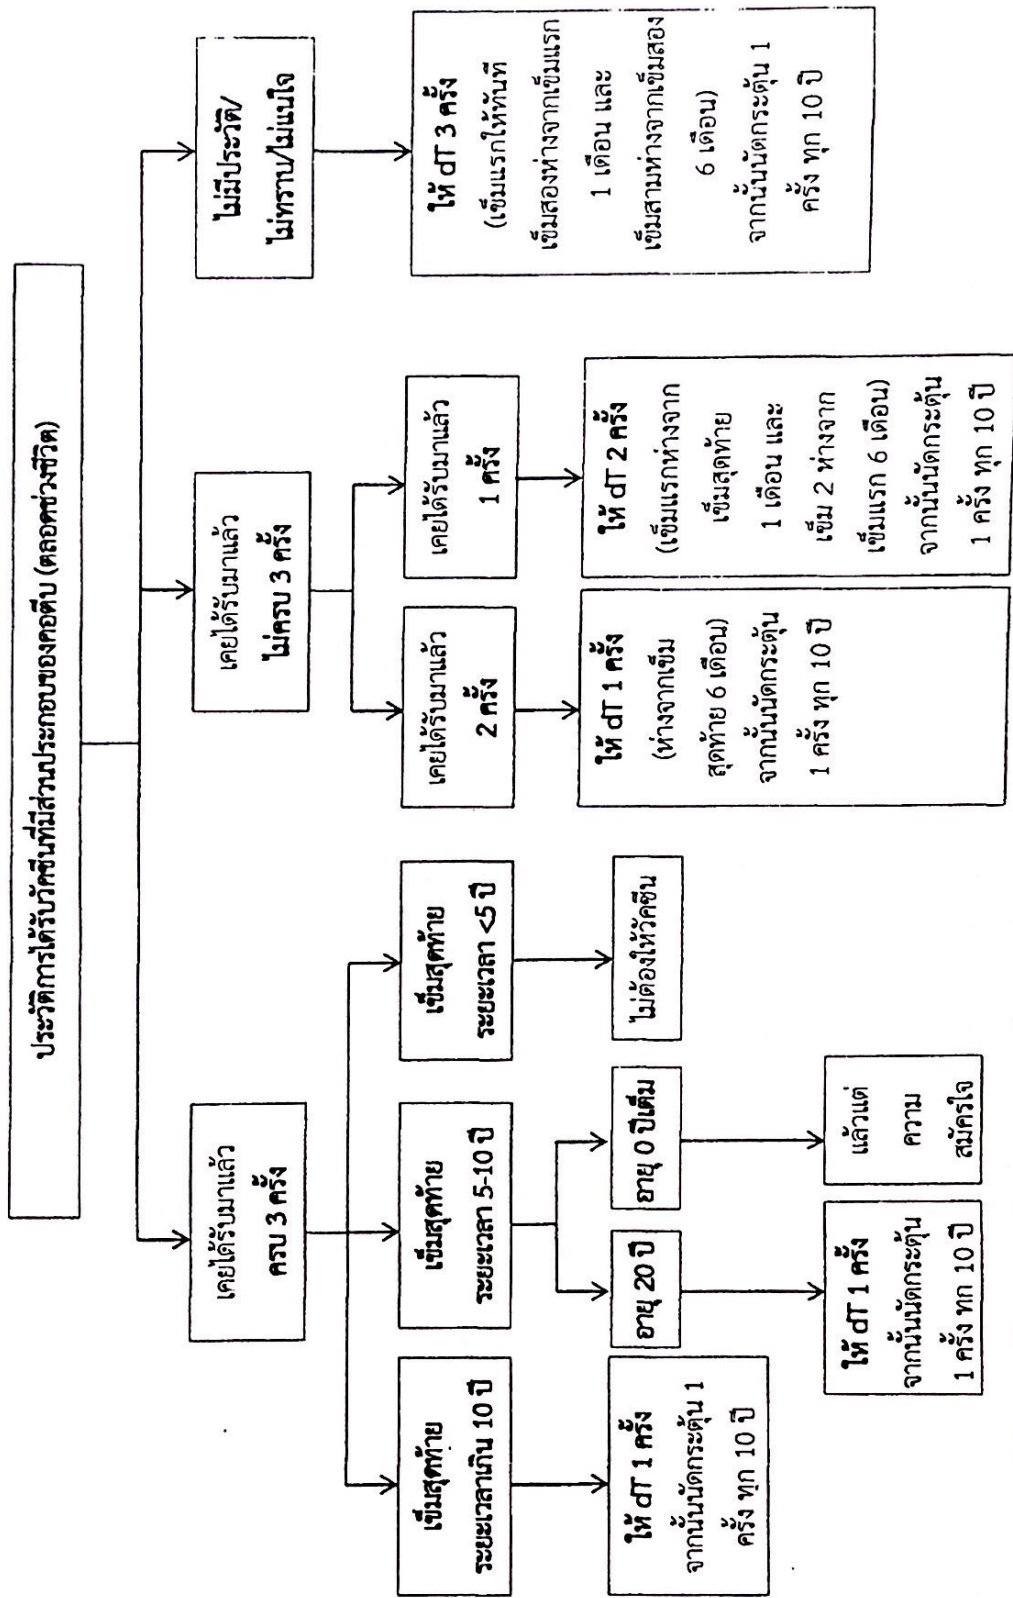 ประวัติการได้รับวัคซีนที่มีส่วนประกอบของคอตีบ (ตลอดช่วงชีวิต)
เคยได้รับมาแล้ว
ครบ 3 ครั้ง
เข็มสุดท้าย
ระยะเวลาเกิน 10 ปี
ให้ dT 1 ครั้ง
จากนั้นนัดกระตุ้น 1
ครั้ง ทุก 10 ปี
เข็มสุดท้าย
ระยะเวลา 5-10 ปี
อายุ 20 ปี
ให้ dT 1 ครั้ง
จากนั้นนัดกระตุ้น
1 ครั้ง ทุก 10 ปี
อายุ 0 ปีเต็ม
แล้วแต่
ความ
สมัครใจ
เข็มสุดท้าย
ระยะเวลา <5 ปี
ไม่ต้องให้วัคซีน
เคยได้รับมาแล้ว
ไม่ครบ 3 ครั้ง
เคยได้รับมาแล้ว
2 ครั้ง
ให้ dT 1 ครั้ง
(ห่างจากเข็ม
สุดท้าย 6 เดือน)
จากนั้นนัดกระตุ้น
1 ครั้ง ทุก 10 ปี
เคยได้รับมาแล้ว
1 ครั้ง
ให้ dT 2 ครั้ง
(เข็มแรกห่างจาก
เข็มสุดท้าย
1 เดือน และ
เข็ม 2 ห่างจาก
เข็มแรก 6 เดือน)
จากนั้นนัดกระตุ้น
1 ครั้ง ทุก 10 ปี
ไม่มีประวัติ/
ไม่ทราบ/ไม่แน่ใจ
ให้ dT 3 ครั้ง
(เข็มแรกให้ทันที
เข็มสองห่างจากเข็มแรก
1 เดือน และ
เข็มสามห่างจากเข็มสอง
6 เดือน)
จากนั้นนัดกระตุ้น 1
ครั้ง ทุก 10 ปี